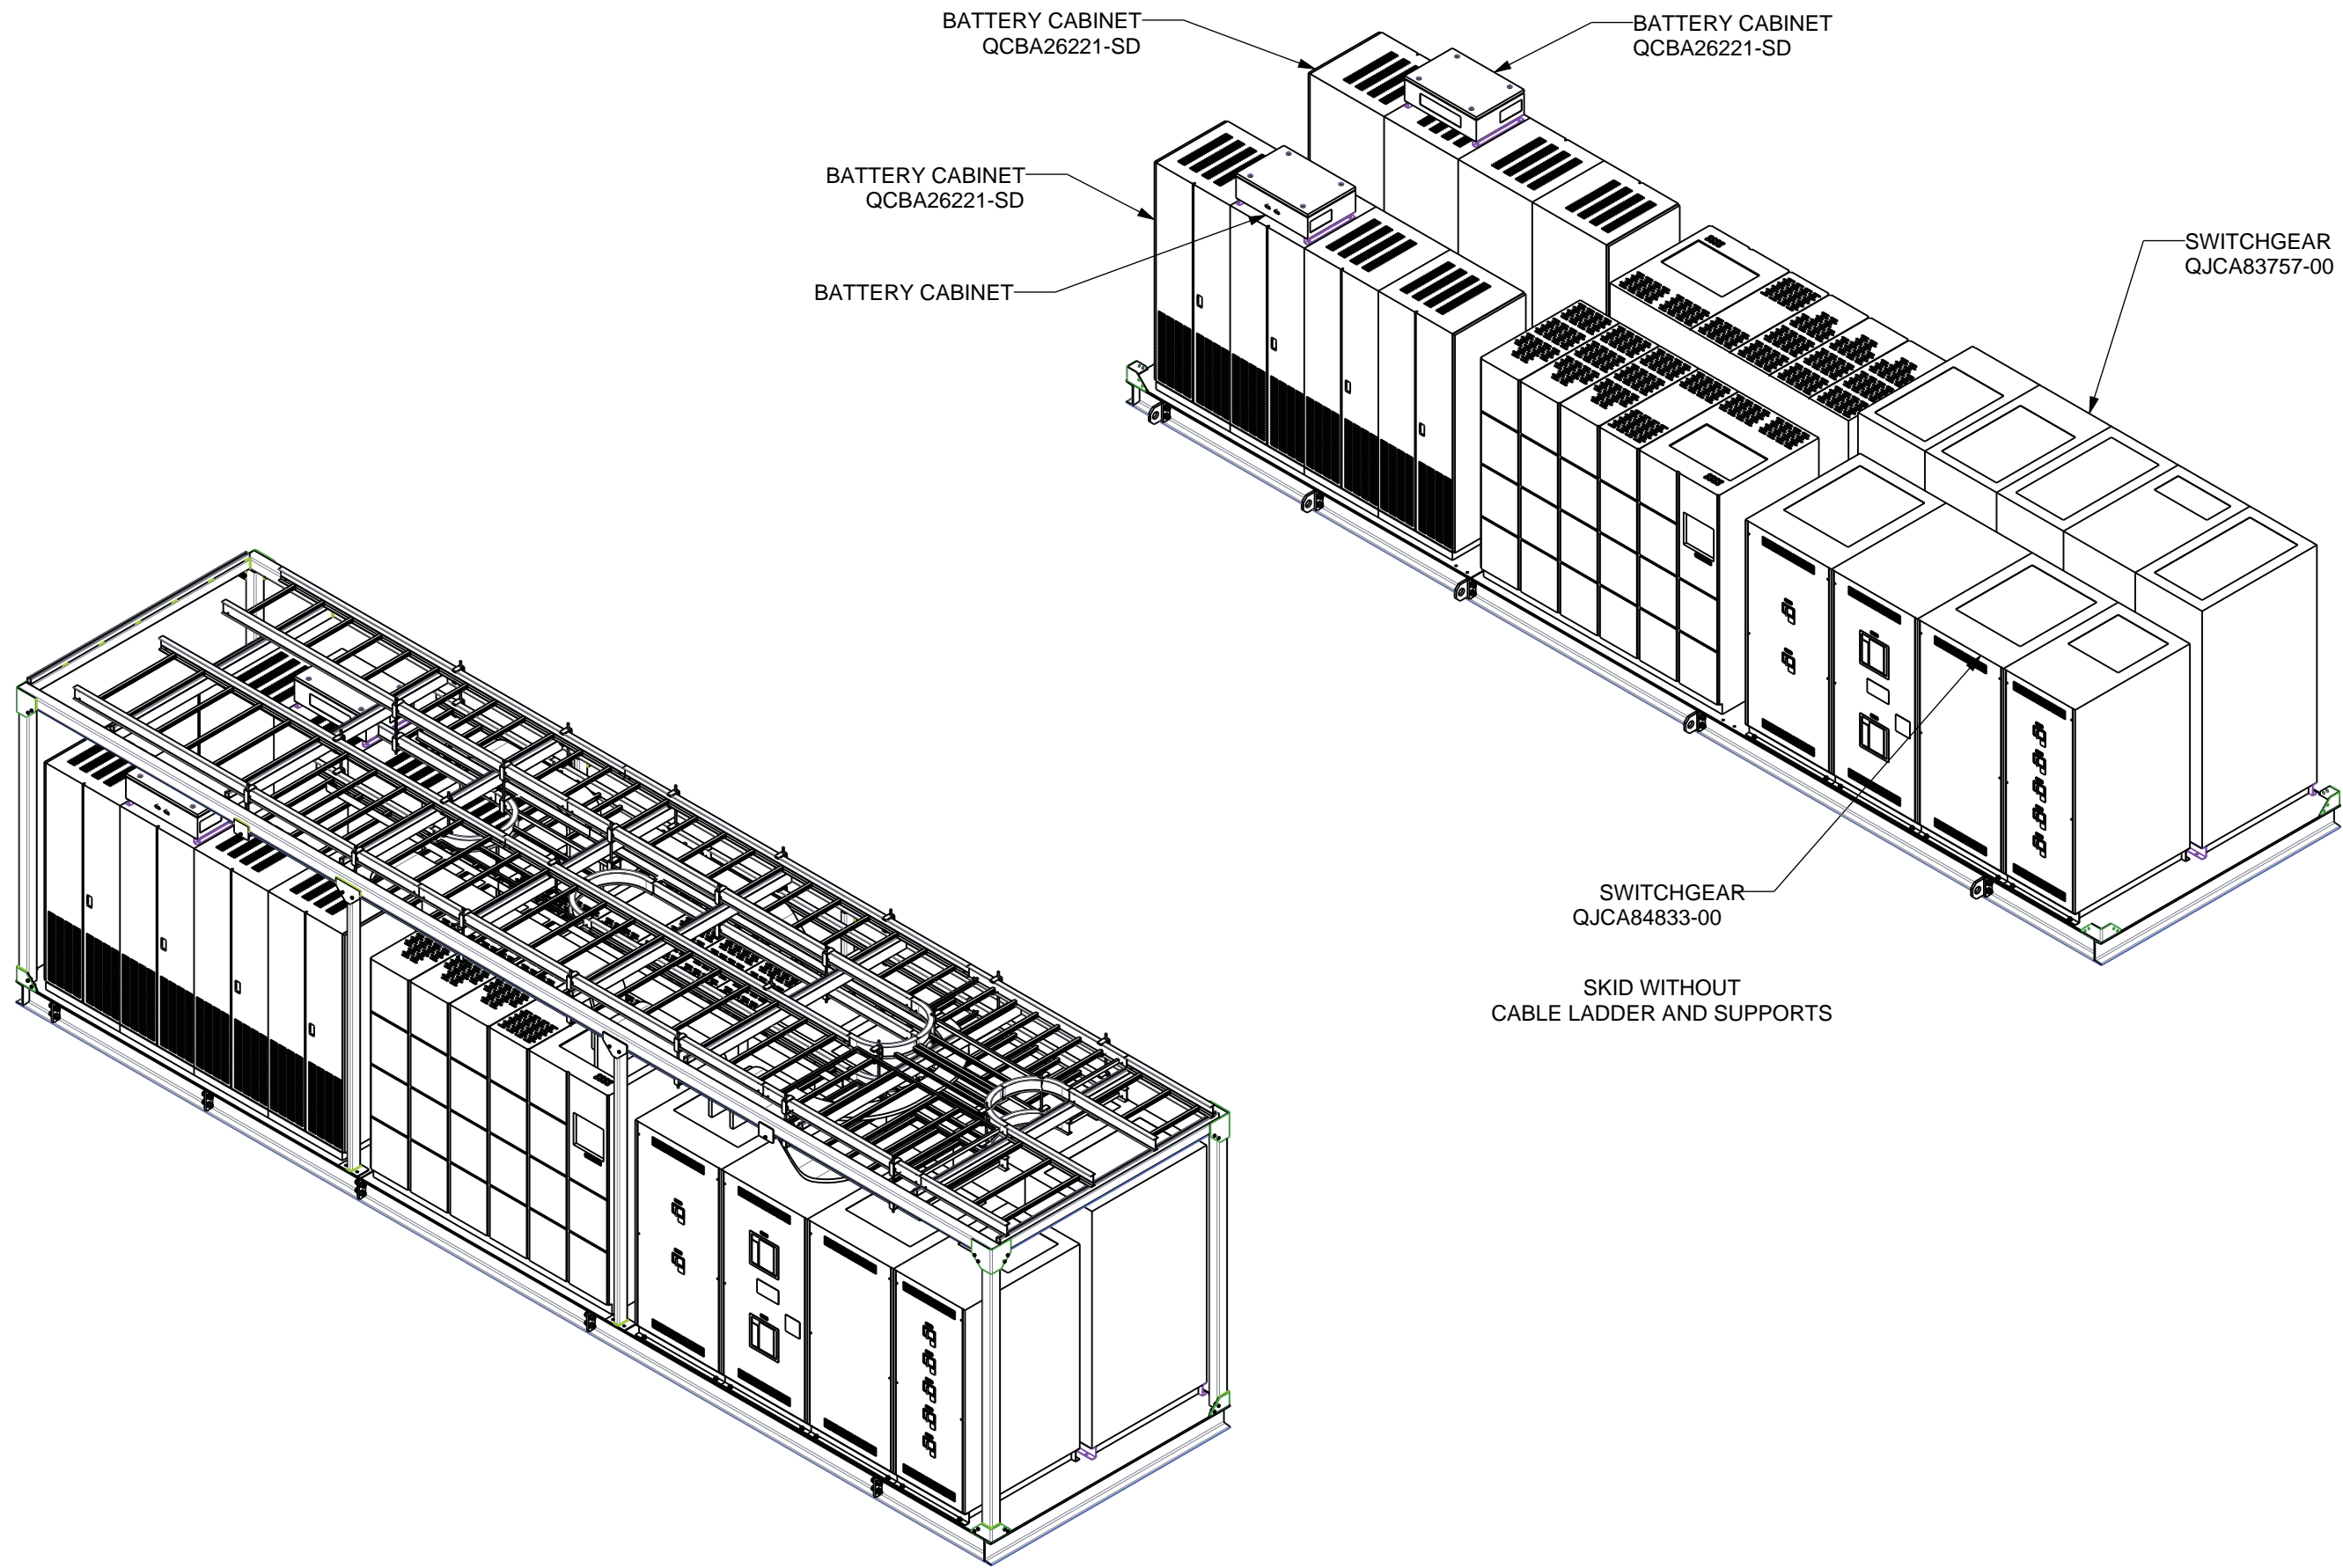 BATTERY CABINET
QCBA26221-SD
BATTERY CABINET
QCBA26221-SD
BATTERY CABINET
QCBA26221-SD
BATTERY CABINET
SWITCHGEAR
QJCA83757-00
SWITCHGEAR
QJCA84833-00
SKID WITHOUT
CABLE LADDER AND SUPPORTS